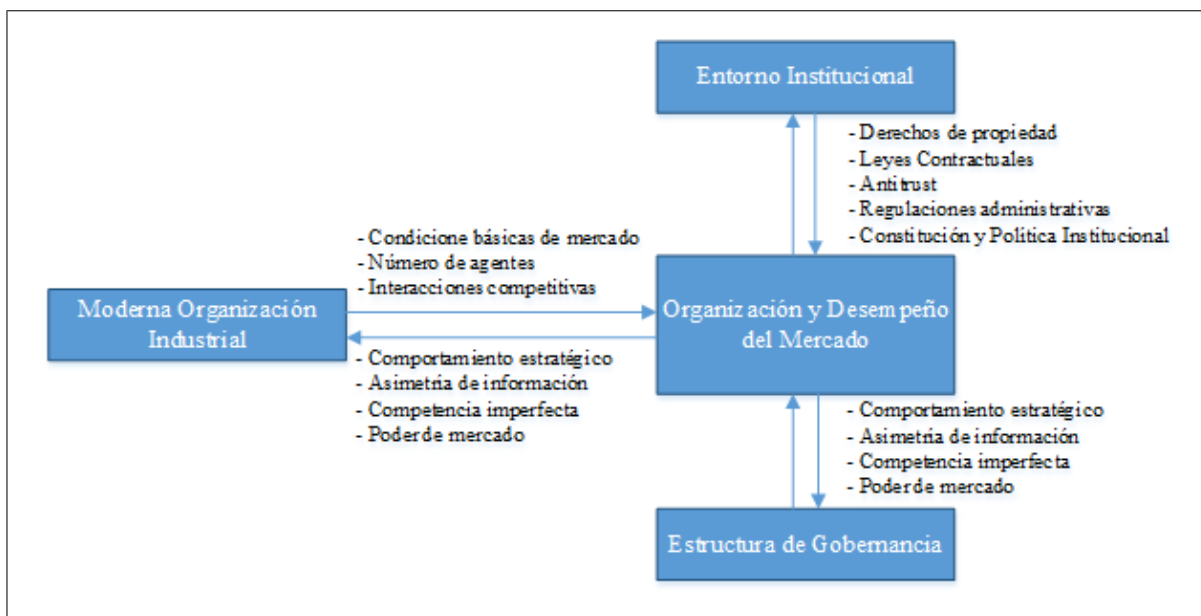 Entorno Institucional
- Derechos de propiedad
- Leyes Contractuales
- Antitrust
- Regulaciones administrativas
- Constitución y Política Institucional
- Condicione básicas de mercado
- Número de agentes
- Interacciones competitivas
Moderna Organización
Industrial
Organización y Desempeño
del Mercado
- Comportamiento estratégico
- Asimetría de información
- Competencia imperfecta
- Poder de mercado
- Comportamiento estratégico
- Asimetría de información
- Competencia imperfecta
- Poder de mercado
Estructura de Gobernancia